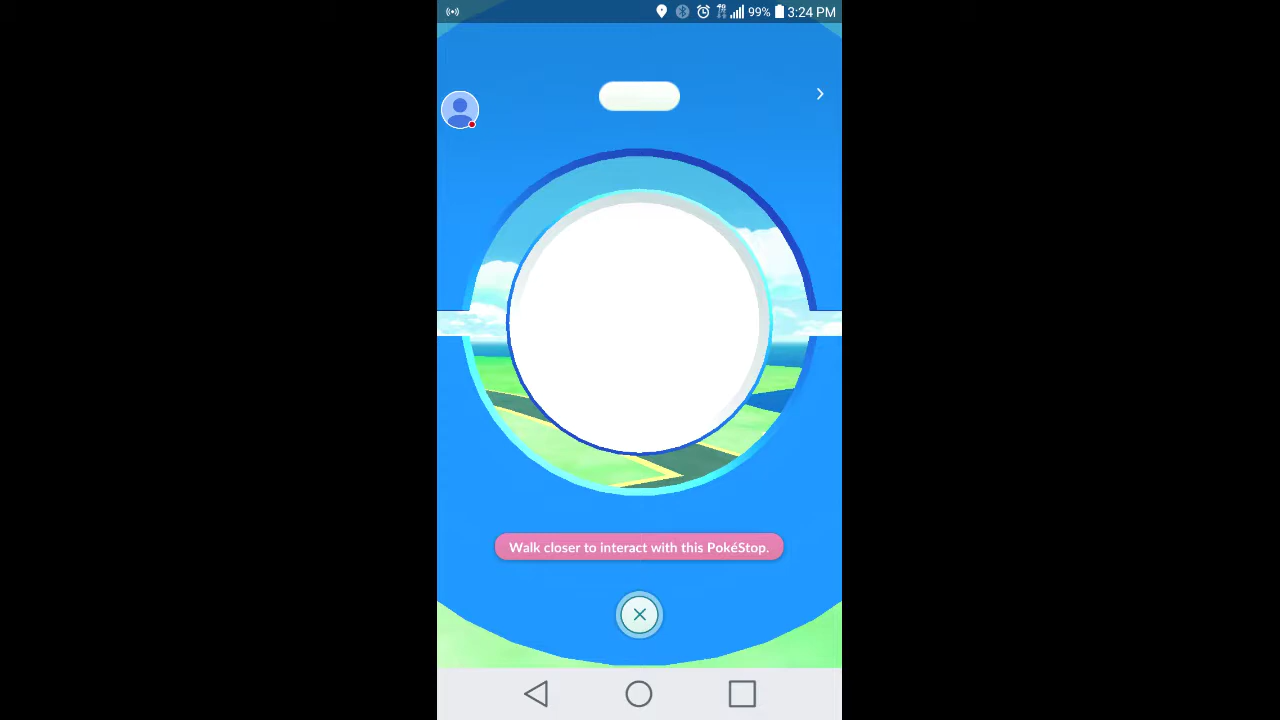 99% 3:24 PM
Walk closer to interact with this PokéStop.